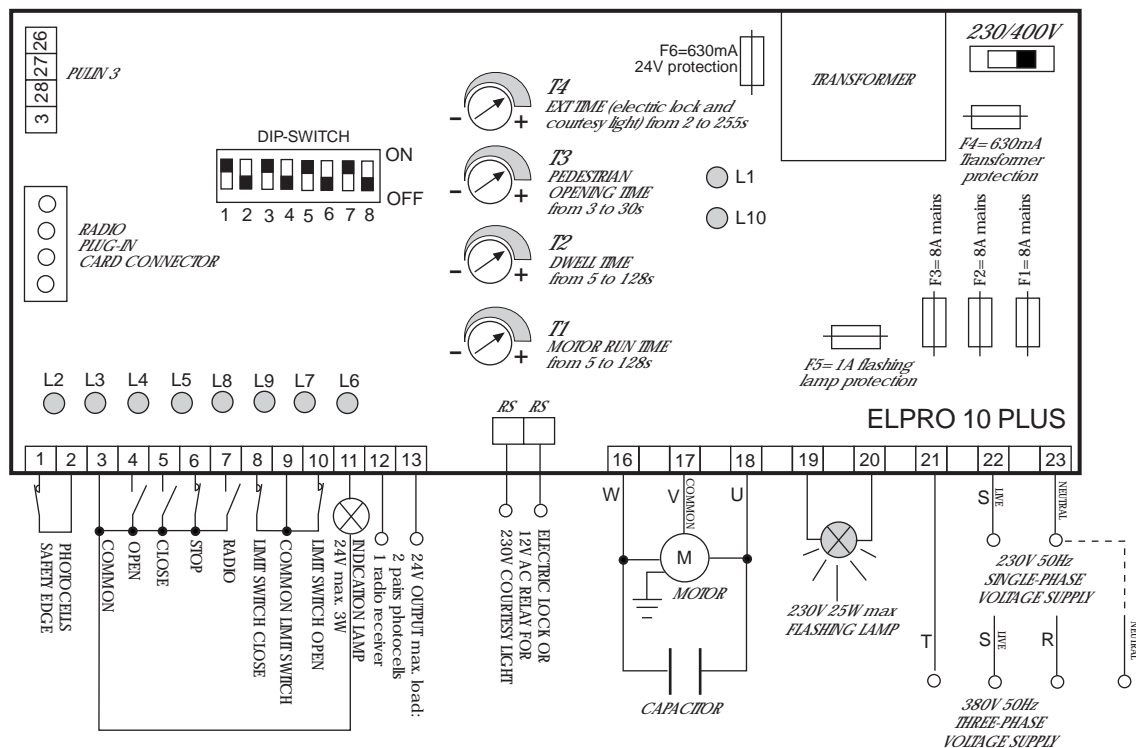 26
27
28
3
PULIN 3
F6=630mA
24V protection
TRANSFORMER
230/400V
T4
EXT TIME (electric lock and
courtesy light) from 2 to 255s
- +
DIP-SWITCH
ON
OFF
1 2 3 4 5 6 7 8
T3
PEDESTRIAN
OPENING TIME
from 3 to 30s
- +
L1
L10
F4= 630mA
Transformer
protection
RADIO
PLUG-IN
CARD CONNECTOR
T2
DWELL TIME
from 5 to 128s
- +
F3= 8A mains
F2= 8A mains
F1= 8A mains
T1
MOTOR RUN TIME
from 5 to 128s
- +
F5= 1A flashing
lamp protection
L2 L3 L4 L5 L8 L9 L7 L6
RS RS
ELPRO 10 PLUS
1 2 3 4 5 6 7 8 9 10 11 12 13
16 17 18 19 20 21 22 23
PHOTOCELLS
SAFETY EDGE
COMMON
OPEN
CLOSE
STOP
RADIO
LIMIT SWITCH CLOSE
COMMON LIMIT SWITCH
LIMIT SWITCH OPEN
INDICATION LAMP
24V max. 3W
24V OUTPUT max. load:
2 pairs photocells
1 radio receiver
ELECTRIC LOCK OR
12V AC RELAY FOR
230V COURTESY LIGHT
W
V
COMMON
U
M
MOTOR
CAPACITOR
230V 25W max
FLASHING LAMP
S
LIVE
NEUTRAL
230V 50Hz
SINGLE-PHASE
VOLTAGE SUPPLY
T
S
LIVE
R
NEUTRAL
380V 50Hz
THREE-PHASE
VOLTAGE SUPPLY